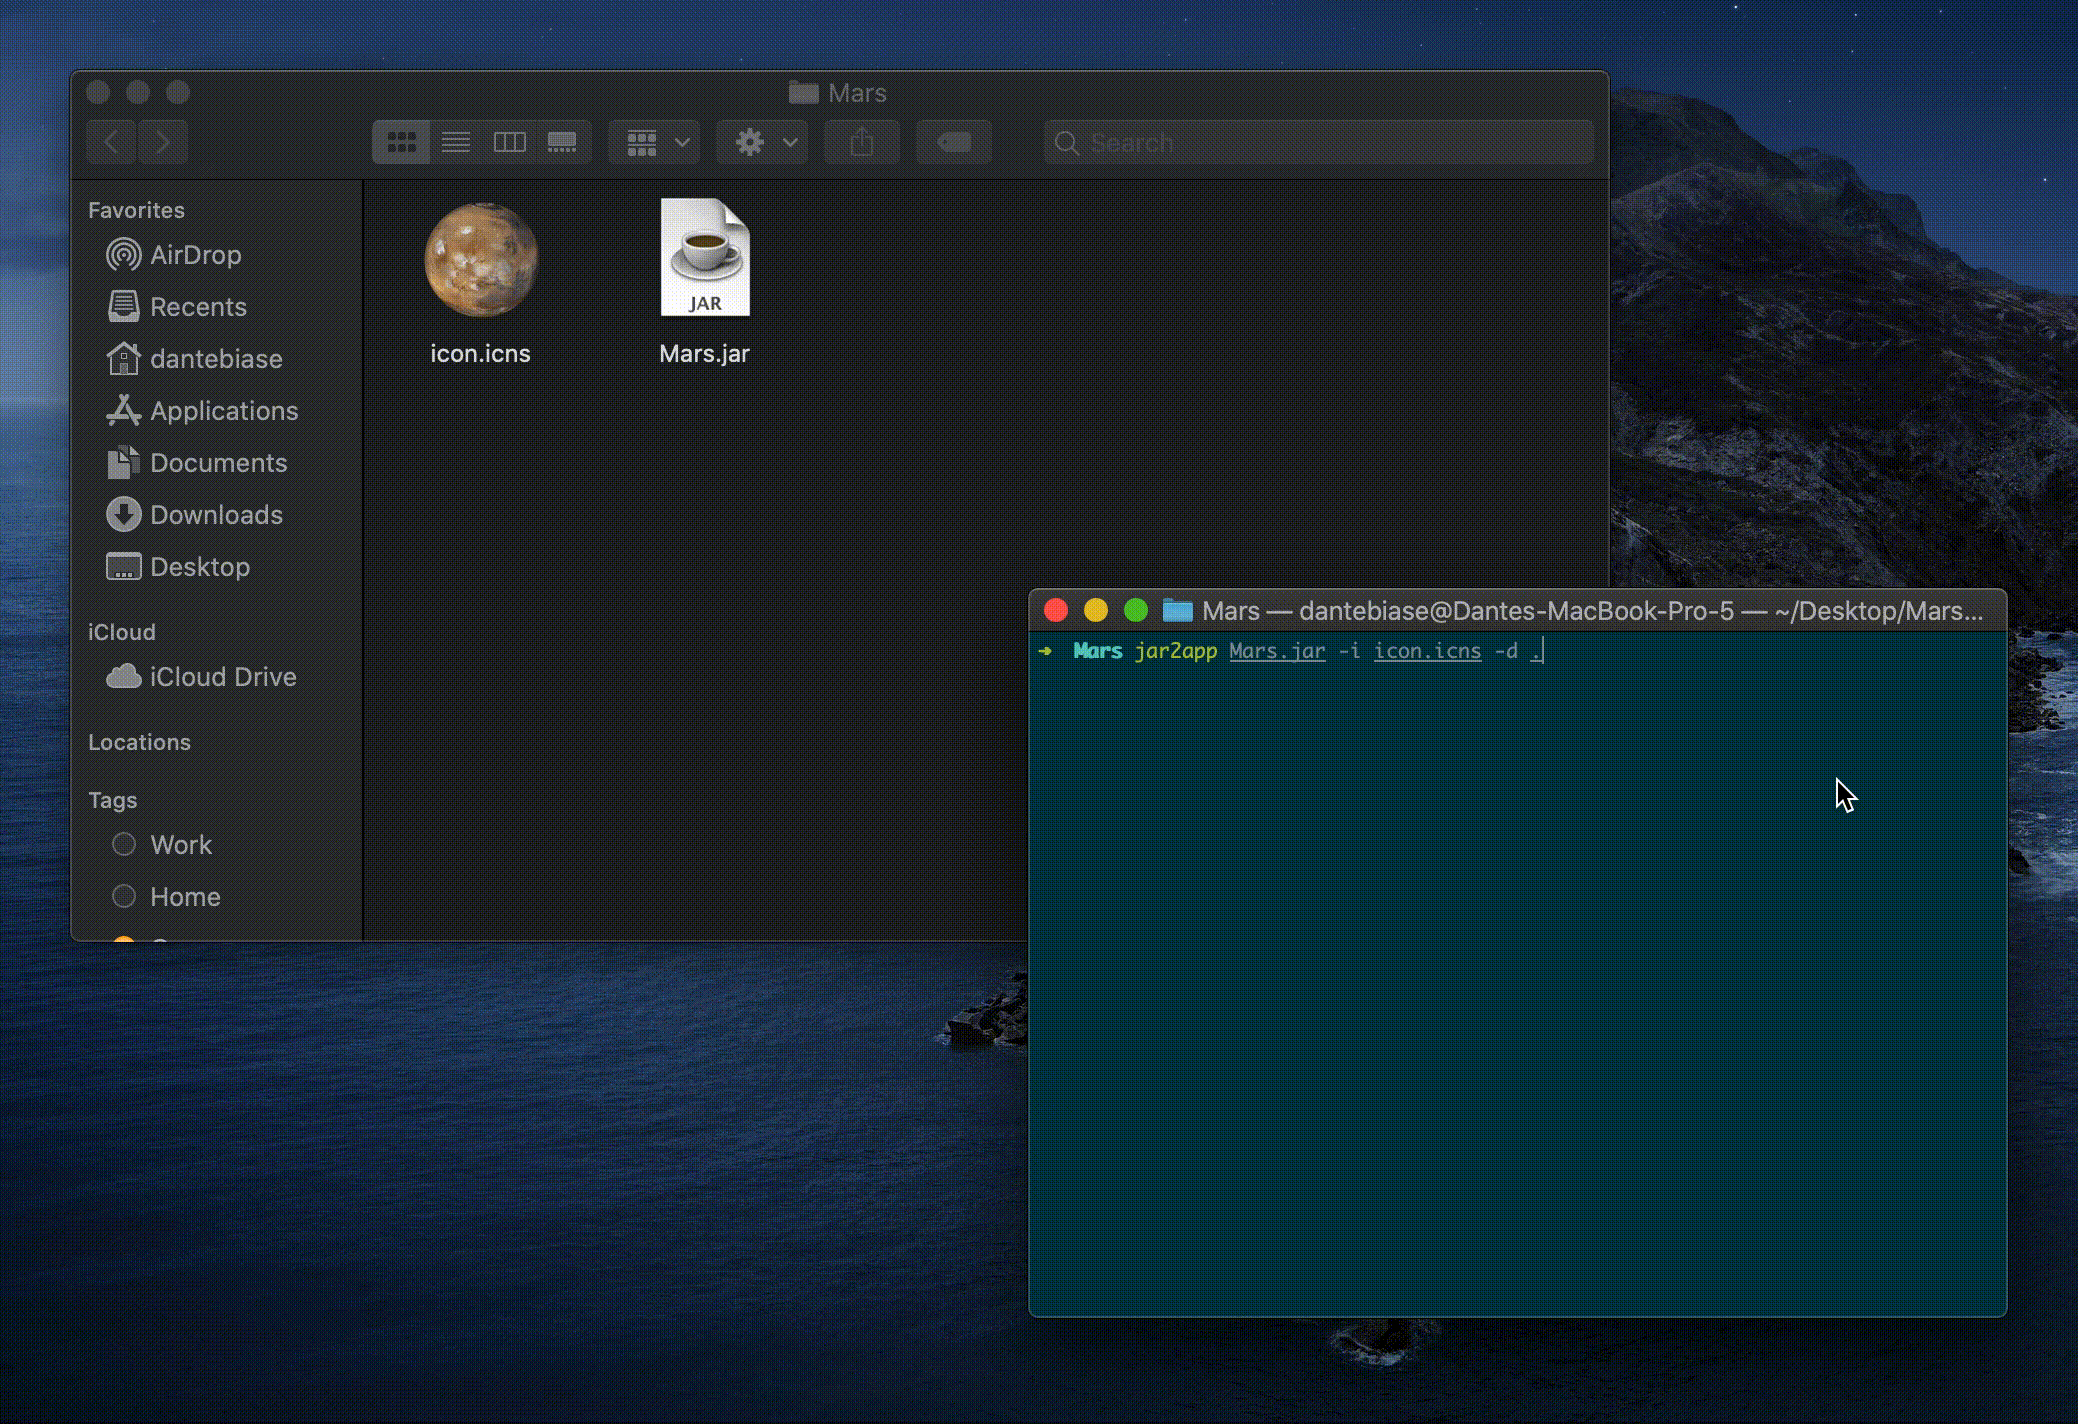 Mars
Search
Favorites
AirDrop
Recents
dantebiase
Applications
Documents
Downloads
Desktop
iCloud
iCloud Drive
Locations
Tags
Work
Home
JAR
icon.icns
Mars.jar
Mars — dantebiase@Dantes-MacBook-Pro-5 — ~/Desktop/Mars...
➜ Mars jar2app Mars.jar -i icon.icns -d .